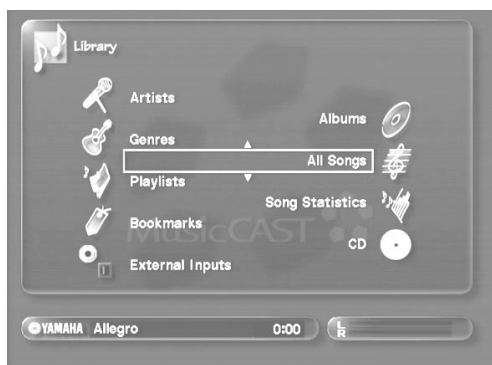 Library
Artists
Albums
Genres
All Songs
Playlists
Song Statistics
Bookmarks
MusicCAST
CD
External Inputs
YAMAHA Allegro 0:00 L
R